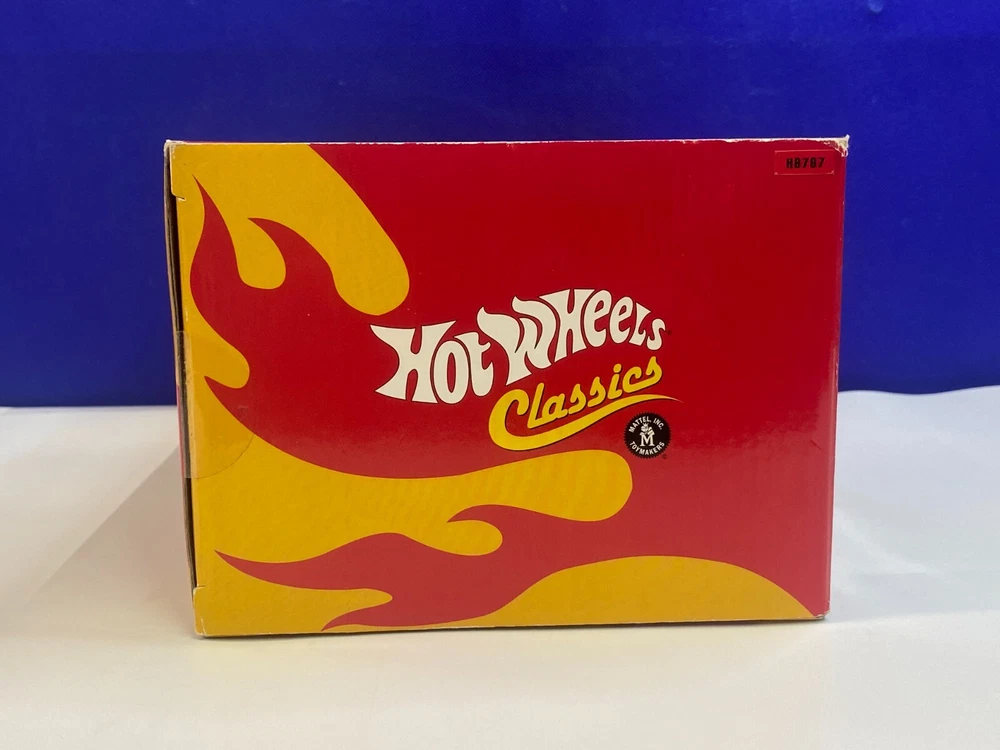 H8787
HOT WHEELS
Classics
MATTEL, INC.
M
TOYMAKERS